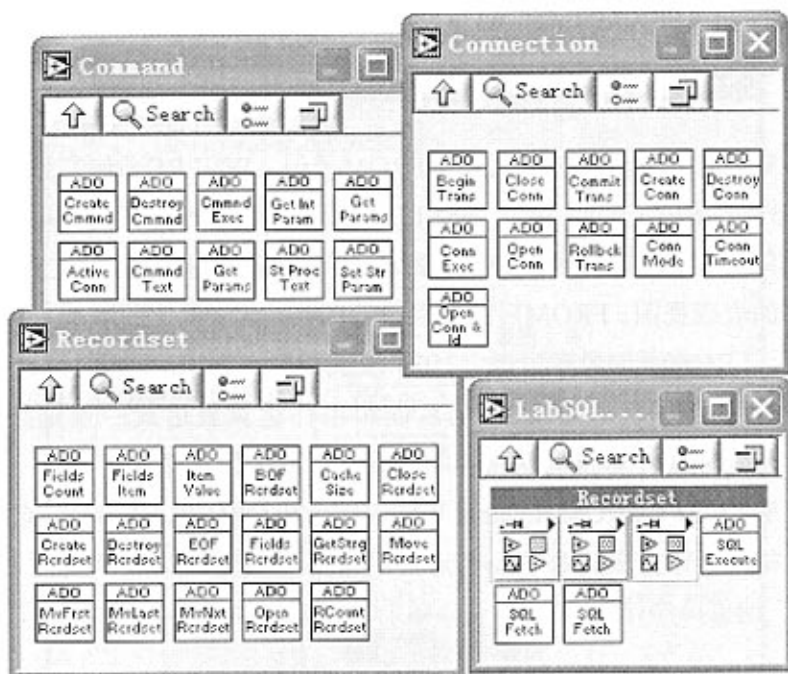 Command
Search
ADO Create Cmmnd
ADO Destroy Cmmnd
ADO Cmmnd Exec
ADO Get Int Param
ADO Get Params
ADO Active Conn
ADO Cmmnd Text
ADO Get Params
ADO St Proc Text
ADO Set Str Param
Connection
Search
ADO Begin Trans
ADO Close Conn
ADO Commit Trans
ADO Create Conn
ADO Destroy Conn
ADO Conn Exec
ADO Open Conn
ADO Rollbck Trans
ADO Conn Mode
ADO Conn Timeout
ADO Open Conn & Id
FROM
Recordset
Search
ADO Fields Count
ADO Fields Item
ADO Item Value
ADO BOF Rcrdset
ADO Cache Size
ADO Close Rcrdset
ADO Create Rcrdset
ADO Destroy Rcrdset
ADO EOF Rcrdset
ADO Fields Rcrdset
ADO GetStrg Rcrdset
ADO Move Rcrdset
ADO MvFrst Rcrdset
ADO MvLast Rcrdset
ADO MvNxt Rcrdset
ADO Open Rcrdset
ADO RCount Rcrdset
LabSQL...
Search
Recordset
ADO SQL Execute
ADO SQL Fetch
ADO SQL Fetch